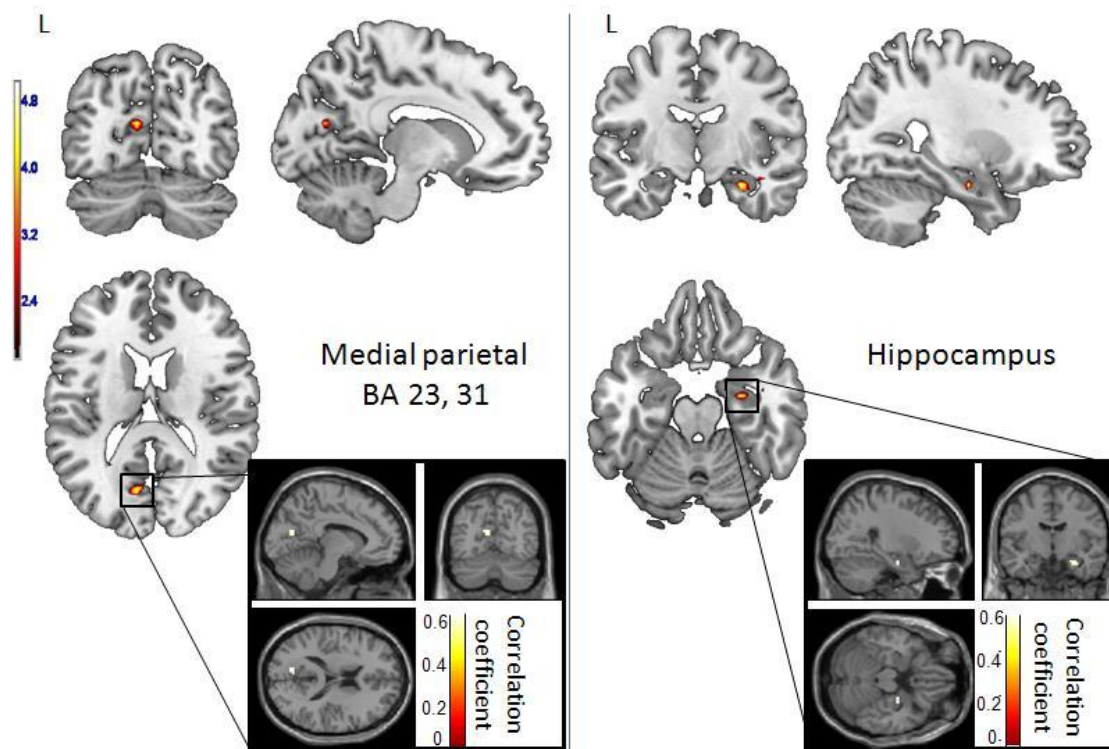 L
4.8
4.0
3.2
2.4
Medial parietal
BA 23, 31
0.6
0.4
0.2
0
Correlation
coefficient
L
Hippocampus
0.6
0.4
0.2
0.
Correlation
coefficient